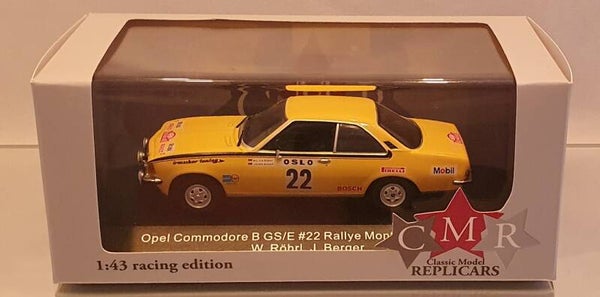 OSLO
22
BOSCH
PIRELLI
Mobil
Opel Commodore B GS/E #22 Rallye Mon
W. Röhrl, J. Berger
CMR
Classic Model
REPLICARS
1:43 racing edition